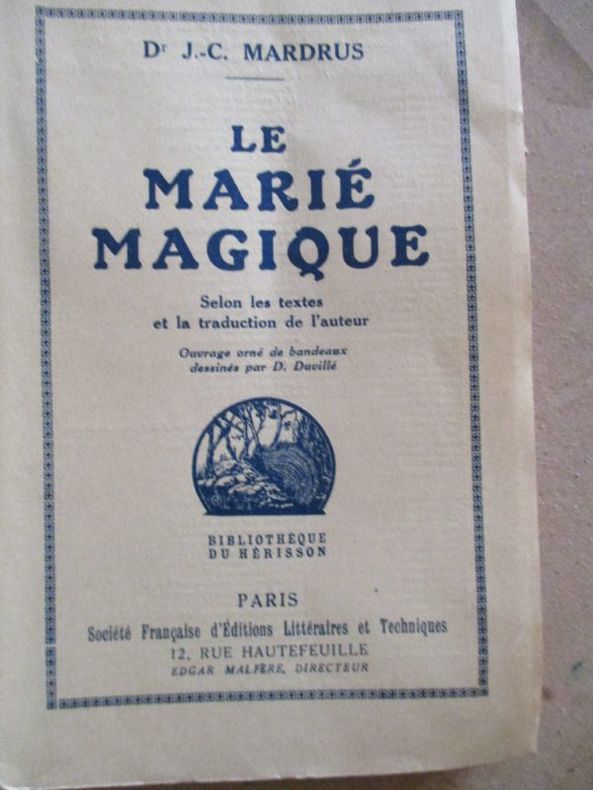 Dr J.-C. MARDRUS
LE
MARIÉ
MAGIQUE
Selon les textes
et la traduction de l'auteur
Ouvrage orné de bandeaux
dessinés par D. Davillé
BIBLIOTHÈQUE
DU HÉRISSON
PARIS
Société Française d'Éditions Littéraires et Techniques
12, RUE HAUTEFEUILLE
EDGAR MALFÈRE, DIRECTEUR